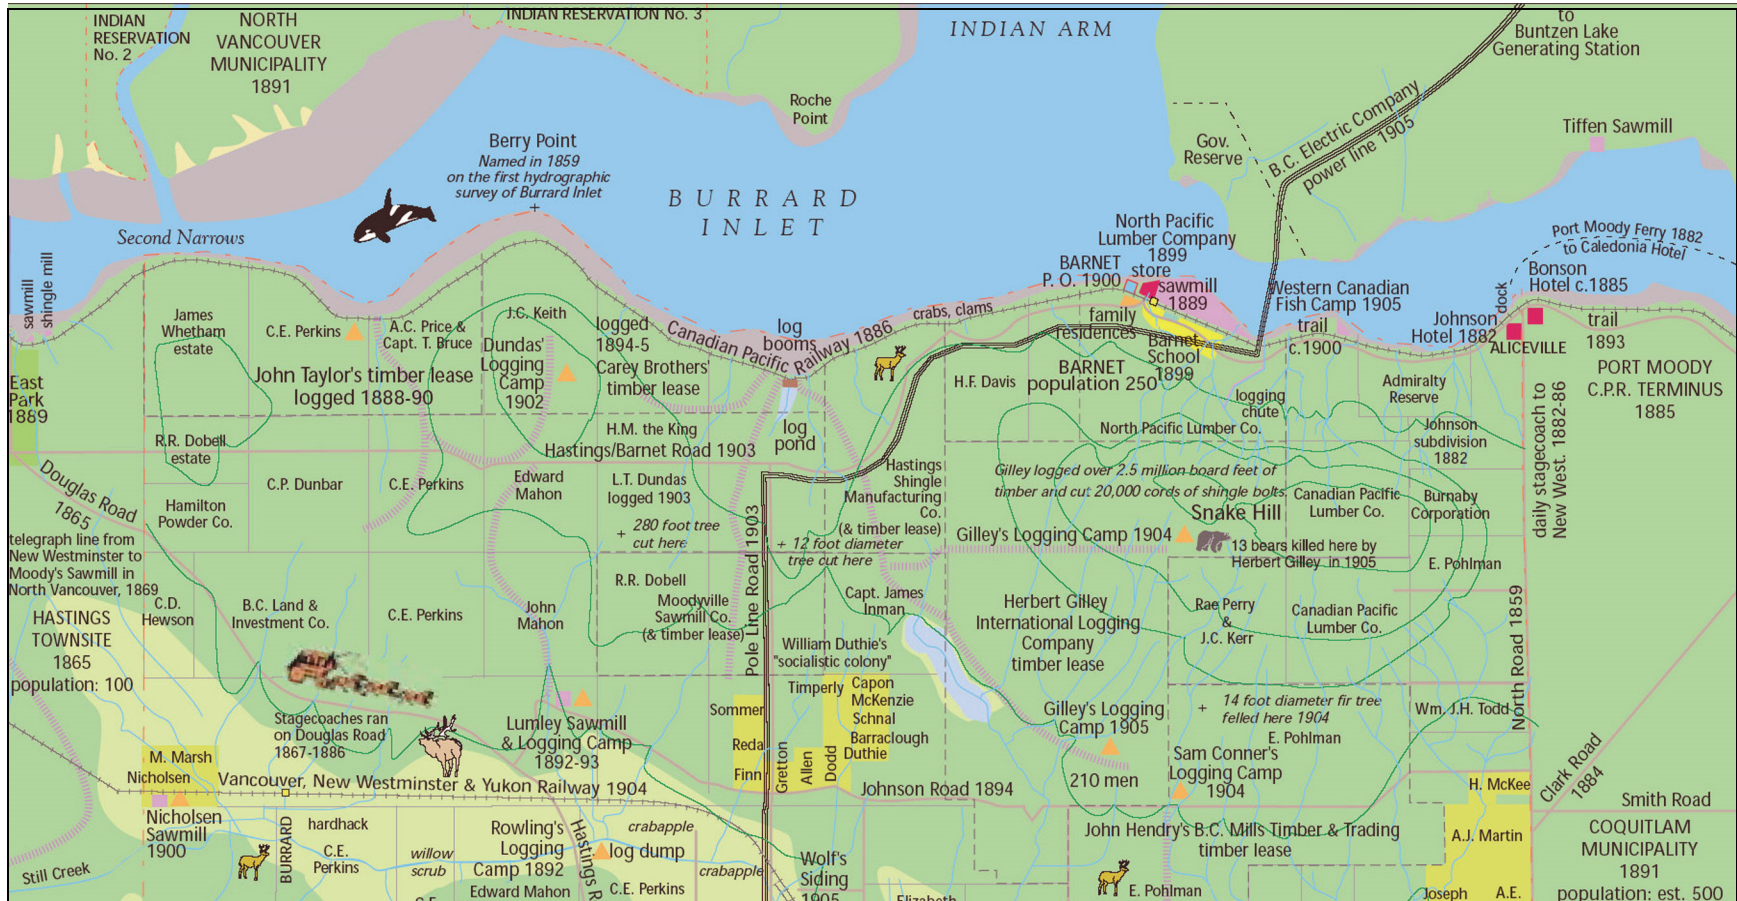 INDIAN
RESERVATION
No. 2
NORTH
VANCOUVER
MUNICIPALITY
1891
INDIAN RESERVATION No. 3
INDIAN ARM
to
Buntzen Lake
Generating Station
Roche
Point
Berry Point
Named in 1859
on the first hydrographic
survey of Burrard Inlet
BURRARD
INLET
Gov.
Reserve
B.C. Electric Company
power line 1905
Tiffen Sawmill
Second Narrows
sawmill
shingle mill
North Pacific
Lumber Company
1899
BARNET
P. O. 1900
store
sawmill
1889
Western Canadian
Fish Camp 1905
Port Moody Ferry 1882
to Caledonia Hotel
Bonson
Hotel c.1885
dock
Johnson
Hotel 1882
ALICEVILLE
trail
1893
PORT MOODY
C.P.R. TERMINUS
1885
James
Whetham
estate
C.E. Perkins
A.C. Price &
Capt. T. Bruce
J.C. Keith
Dundas'
Logging
Camp
1902
logged
1894-5
Carey Brothers'
timber lease
Canadian Pacific Railway 1886
log
booms
crabs, clams
family
residences
Barnet
School
1899
trail
c.1900
BARNET
population 250
H.F. Davis
logging
chute
Admiralty
Reserve
East
Park
1889
John Taylor's timber lease
logged 1888-90
R.R. Dobell
estate
H.M. the King
Hastings/Barnet Road 1903
log
pond
North Pacific Lumber Co.
Johnson
subdivision
1882
daily stagecoach to
New West. 1882-86
Douglas Road
1865
Hamilton
Powder Co.
C.P. Dunbar
C.E. Perkins
Edward
Mahon
L.T. Dundas
logged 1903
280 foot tree
cut here
Hastings
Shingle
Manufacturing
Co.
(& timber lease)
12 foot diameter
tree cut here
Gilley logged over 2.5 million board feet of
timber and cut 20,000 cords of shingle bolts.
Snake Hill
Gilley's Logging Camp 1904
13 bears killed here by
Herbert Gilley in 1905
Canadian Pacific
Lumber Co.
Burnaby
Corporation
E. Pohlman
telegraph line from
New Westminster to
Moody's Sawmill in
North Vancouver, 1869
HASTINGS
TOWNSITE
1865
population: 100
C.D.
Hewson
B.C. Land &
Investment Co.
C.E. Perkins
John
Mahon
R.R. Dobell
Moodyville
Sawmill Co.
(& timber lease)
Pole Line Road 1903
Capt. James
Inman
Herbert Gilley
International Logging
Company
timber lease
Rae Perry
&
J.C. Kerr
Canadian Pacific
Lumber Co.
North Road 1859
William Duthie's
"socialistic colony"
Timperly
Capon
McKenzie
Schnal
Barraclough
Duthie
Sommer
Reda
Finn
Gretton
Allen
Dodd
Stagecoaches ran
on Douglas Road
1867-1886
Lumley Sawmill
& Logging Camp
1892-93
Gilley's Logging
Camp 1905
210 men
14 foot diameter fir tree
felled here 1904
E. Pohlman
Wm. J.H. Todd
Sam Conner's
Logging Camp
1904
M. Marsh
Nicholsen
Vancouver, New Westminster & Yukon Railway 1904
Johnson Road 1894
H. McKee
Clark Road
1884
Smith Road
Nicholsen
Sawmill
1900
BURRARD
hardhack
C.E.
Perkins
willow
scrub
Rowling's
Logging
Camp 1892
Edward Mahon
Hastings R
crabapple
log dump
crabapple
C.E. Perkins
Wolf's
Siding
1905
John Hendry's B.C. Mills Timber & Trading
timber lease
E. Pohlman
A.J. Martin
Joseph
A.E.
COQUITLAM
MUNICIPALITY
1891
population: est. 500
Still Creek
C.E.
Elizabeth